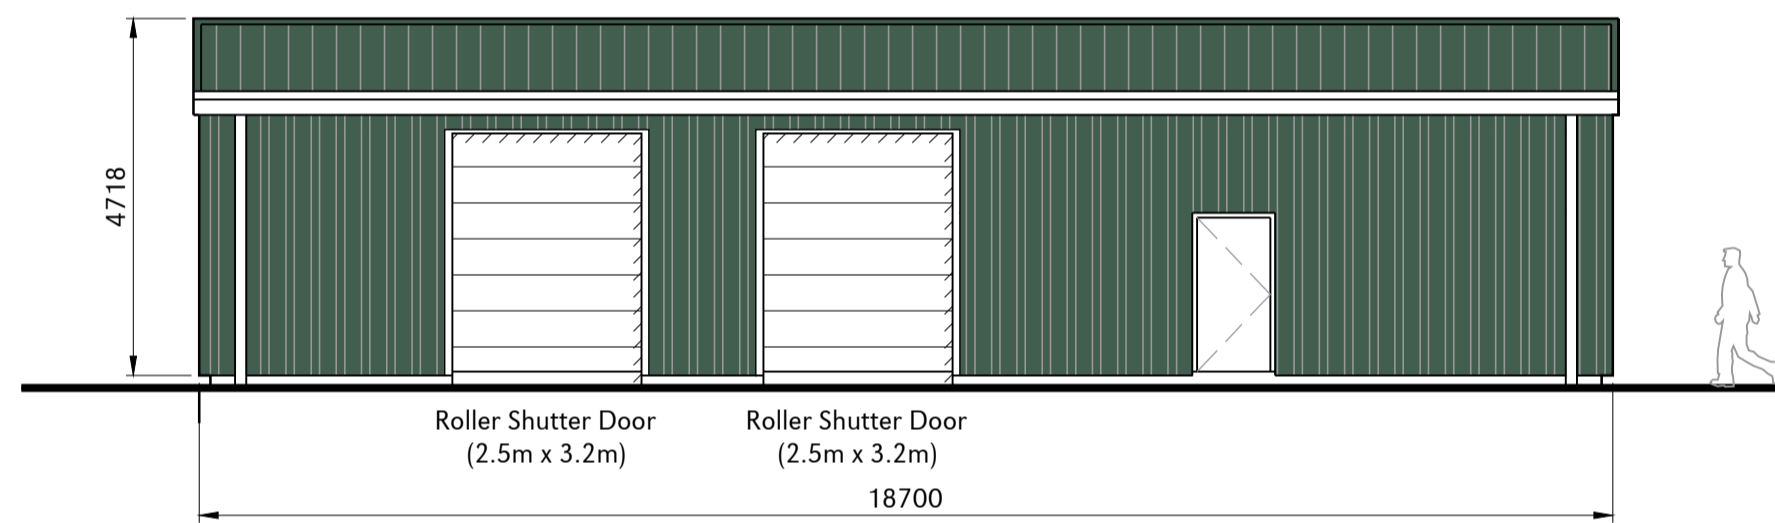 4718
Roller Shutter Door
(2.5m x 3.2m)
Roller Shutter Door
(2.5m x 3.2m)
18700